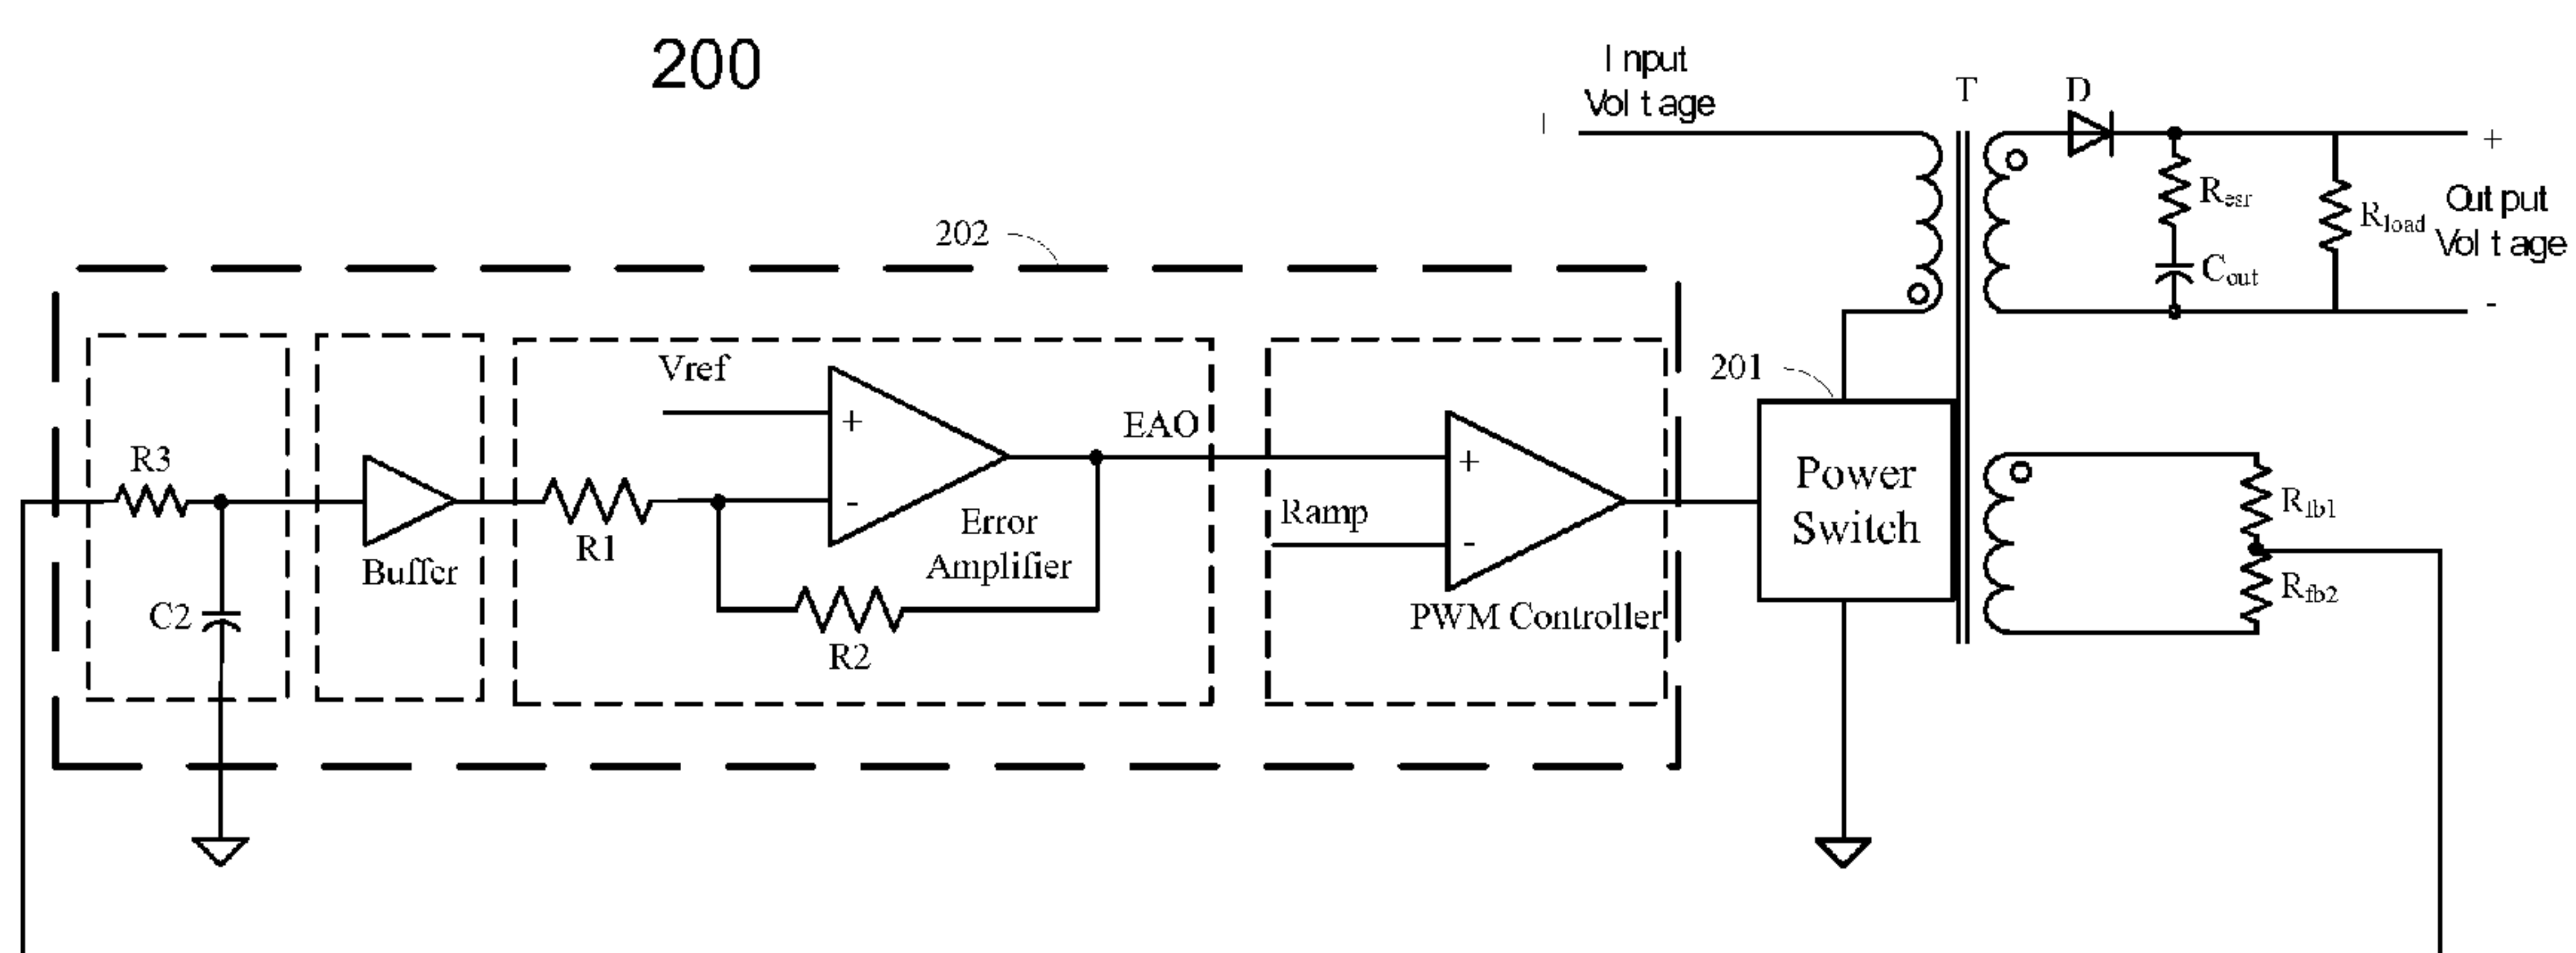 200
Input
Voltage
T
D
+
Resr
Rload
Output
Voltage
Cout
-
202
201
Vref
+
EAO
R3
+
Power
Switch
Rfb1
-
Ramp
Error
Amplifier
R1
Buffer
-
Rfb2
C2
PWM Controller
R2